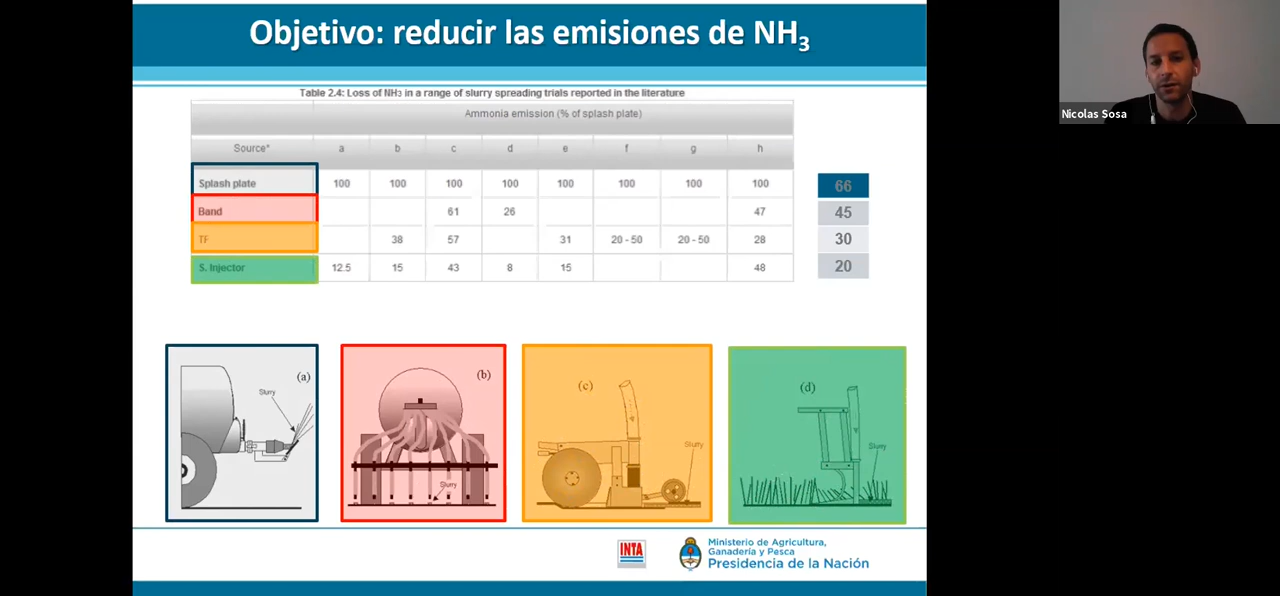 Objetivo: reducir las emisiones de NH₃
Nicolas Sosa
Table 2.4: Loss of NH₃ in a range of slurry spreading trials reported in the literature
Ammonia emission (% of splash plate)
Source* a b c d e f g h
Splash plate 100 100 100 100 100 100 100 100 66
Band 61 26 47 45
TF 38 57 31 20 - 50 20 - 50 28 30
S. Injector 12.5 15 43 8 15 48 20
(a)
Slurry
(b)
Slurry
(c)
Slurry
(d)
Slurry
INTA
Ministerio de Agricultura,
Ganadería y Pesca
Presidencia de la Nación